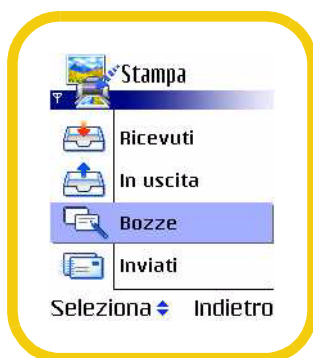 Stampa
Ricevuti
In uscita
Bozze
Inviati
Seleziona Indietro